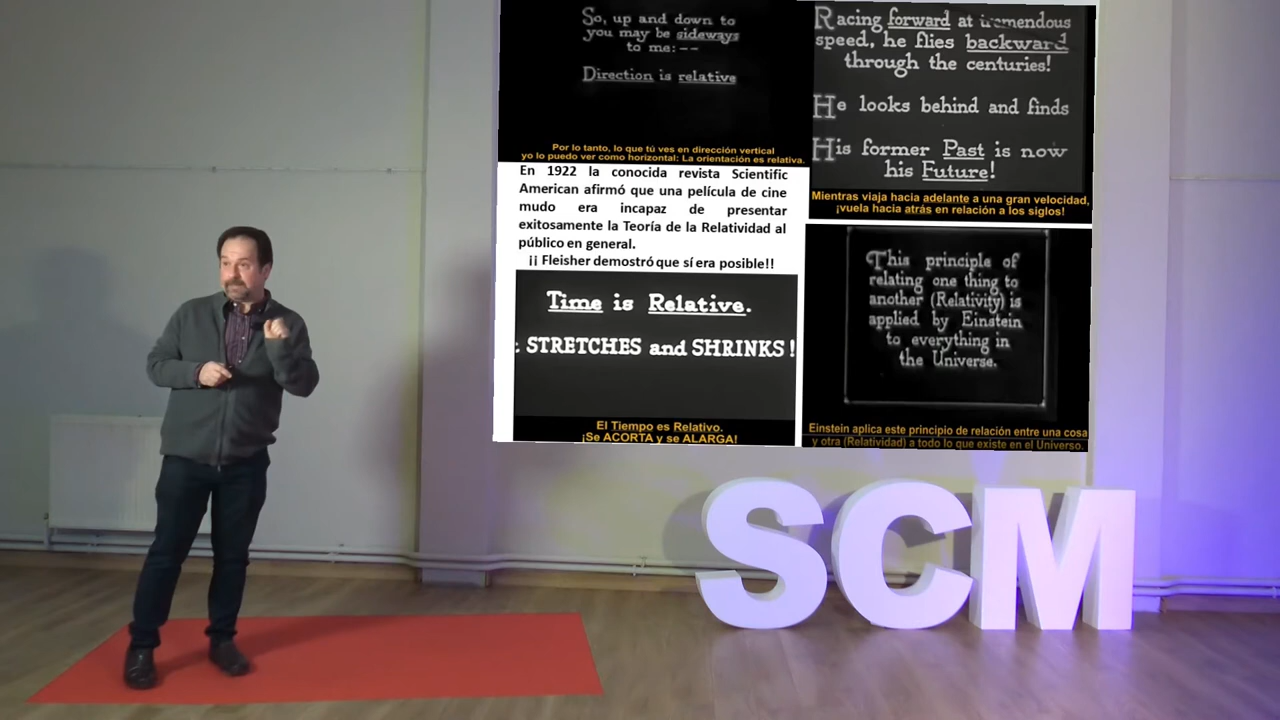 So, up and down to
you may be sideways
to me:--
Direction is relative
Por lo tanto, lo que tú ves en dirección vertical
yo lo puedo ver como horizontal: La orientación es relativa.
Racing forward at tremendous
speed, he flies backward
through the centuries!
He looks behind and finds
His former Past is now
his Future!
Mientras viaja hacia adelante a una gran velocidad,
¡vuela hacia atrás en relación a los siglos!
En 1922 la conocida revista Scientific
American afirmó que una película de cine
mudo era incapaz de presentar
exitosamente la Teoría de la Relatividad al
público en general.
¡¡ Fleisher demostró que sí era posible!!
Time is Relative.
: STRETCHES and SHRINKS !
El Tiempo es Relativo.
¡Se ACORTA y se ALARGA!
This principle of
relating one thing to
another (Relativity) is
applied by Einstein
to everything in
the Universe.
Einstein aplica este principio de relación entre una cosa
y otra (Relatividad) a todo lo que existe en el Universo.
SCM